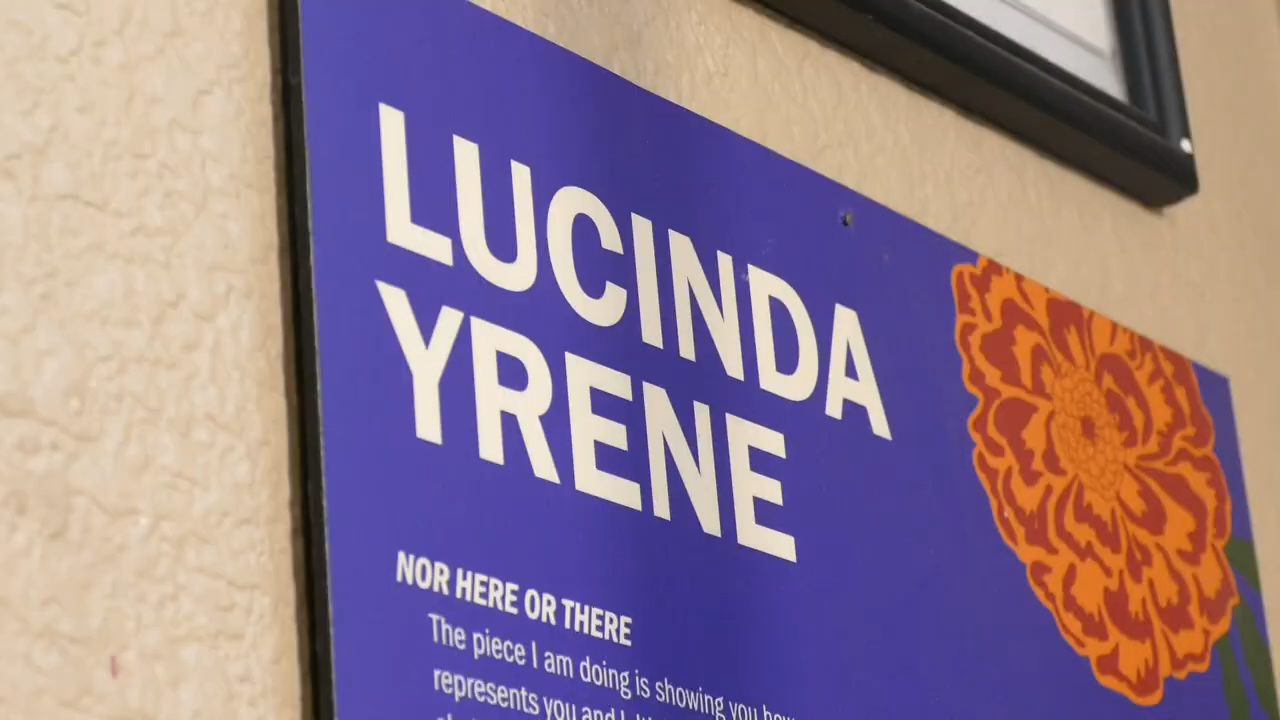 LUCINDA
YRENE
NOR HERE OR THERE
The piece I am doing is showing you how
represents you and